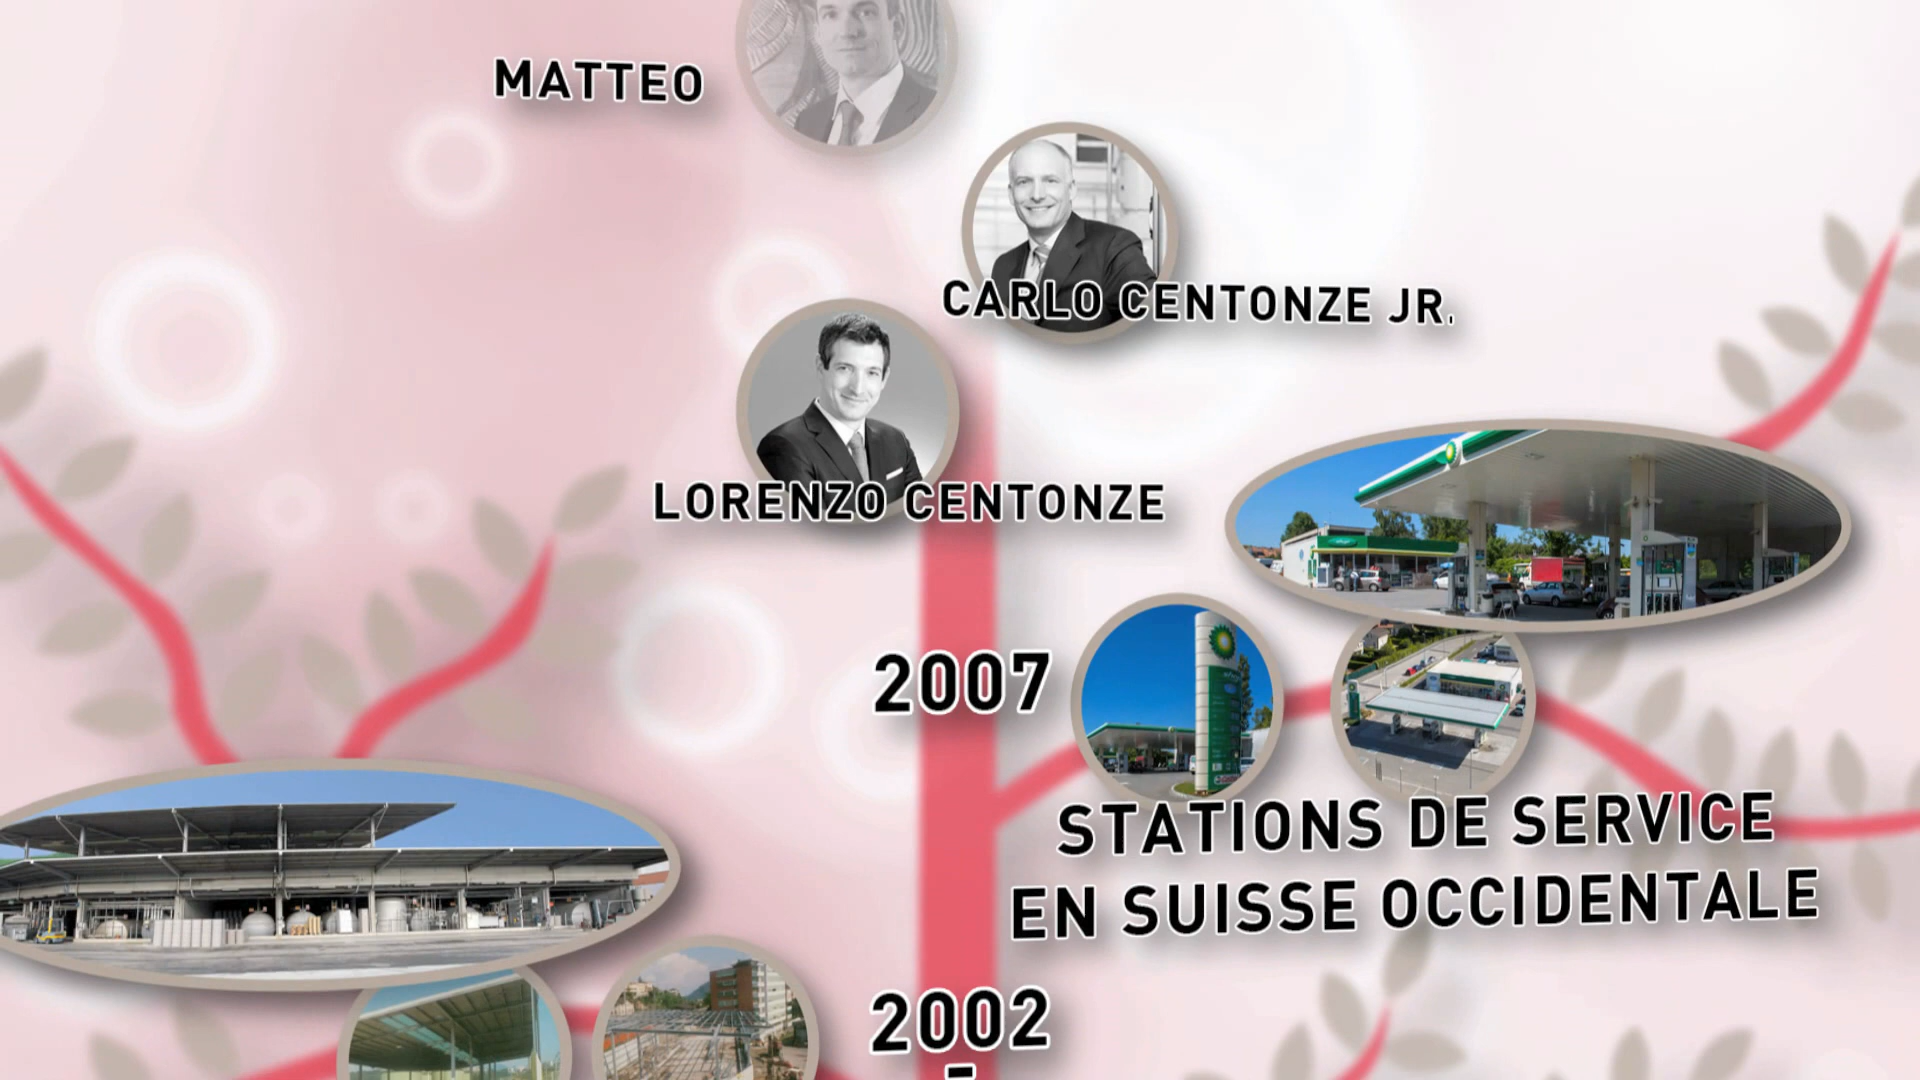 MATTEO
CARLO CENTONZE JR.
LORENZO CENTONZE
2007
STATIONS DE SERVICE
EN SUISSE OCCIDENTALE
2002
-